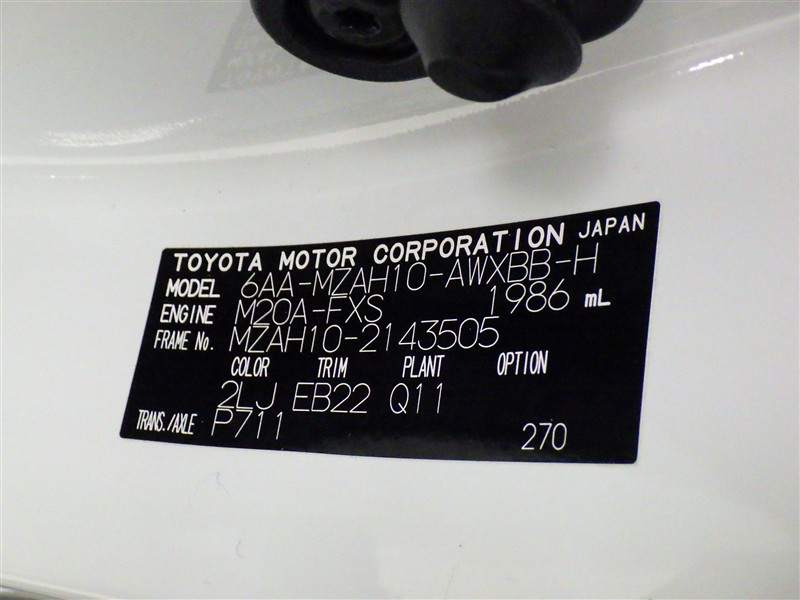 TOYOTA MOTOR CORPORATION JAPAN
MODEL 6AA-MZAH10-AWXBB-H
ENGINE M20A-FXS 1986 mL
FRAME No. MZAH10-2143505
COLOR TRIM PLANT OPTION
2LJ EB22 Q11
TRANS./AXLE P711
270